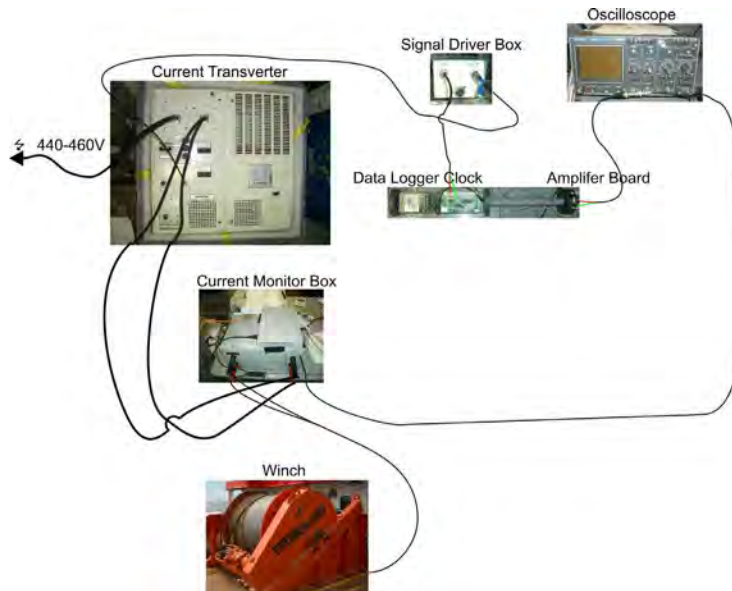 Oscilloscope
Signal Driver Box
Current Transverter
440-460V
Data Logger Clock
Amplifer Board
Current Monitor Box
Winch